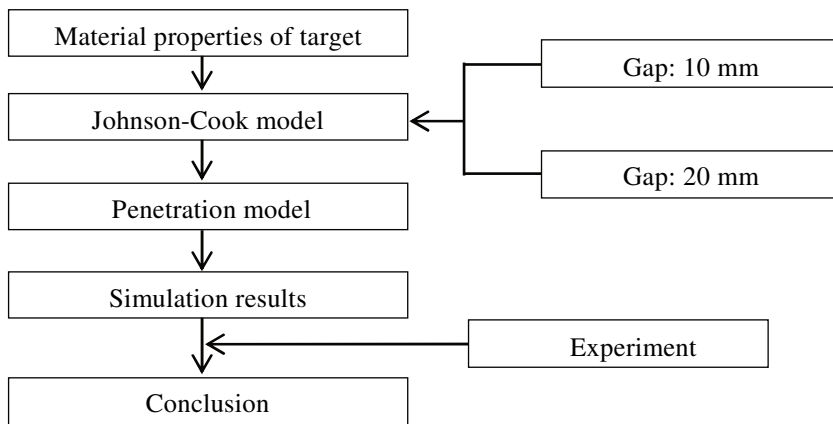 Material properties of target
Johnson-Cook model
Penetration model
Simulation results
Conclusion
Gap: 10 mm
Gap: 20 mm
Experiment